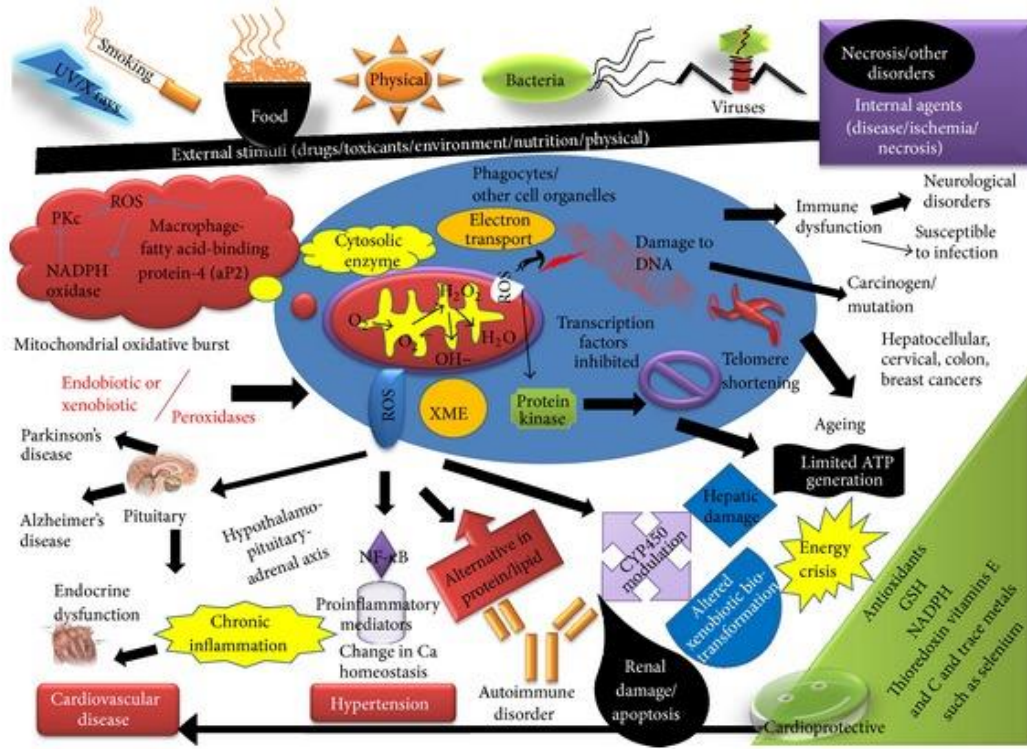 Smoking
UV/X rays
Food
Physical
Bacteria
Viruses
Necrosis/other
disorders
Internal agents
(disease/ischemia/
necrosis)
External stimuli (drugs/toxicants/environment/nutrition/physical)
PKc
ROS
Macrophage-
fatty acid-binding
protein-4 (aP2)
NADPH
oxidase
Mitochondrial oxidative burst
Phagocytes/
other cell organelles
Electron
transport
Cytosolic
enzyme
Damage to
DNA
ROS
O2
O2
H2O2
H2O
OH–
Transcription
factors
inhibited
Telomere
shortening
Protein
kinase
ROS
XME
Immune
dysfunction
Neurological
disorders
Susceptible
to infection
Carcinogen/
mutation
Hepatocellular,
cervical, colon,
breast cancers
Ageing
Limited ATP
generation
Energy
crisis
Endobiotic or
xenobiotic
Peroxidases
Parkinson's
disease
Alzheimer's
disease
Pituitary
Hypothalamo-
pituitary-
adrenal axis
Endocrine
dysfunction
Chronic
inflammation
Cardiovascular
disease
NF-κB
Proinflammatory
mediators
Change in Ca
homeostasis
Hypertension
Alternative in
protein/lipid
Autoimmune
disorder
CYP450
modulation
Hepatic
damage
Altered
xenobiotic bio-
transformation
Renal
damage/
apoptosis
Antioxidants
GSH
NADPH
Thioredoxin vitamins E
and C and trace metals
such as selenium
Cardioprotective